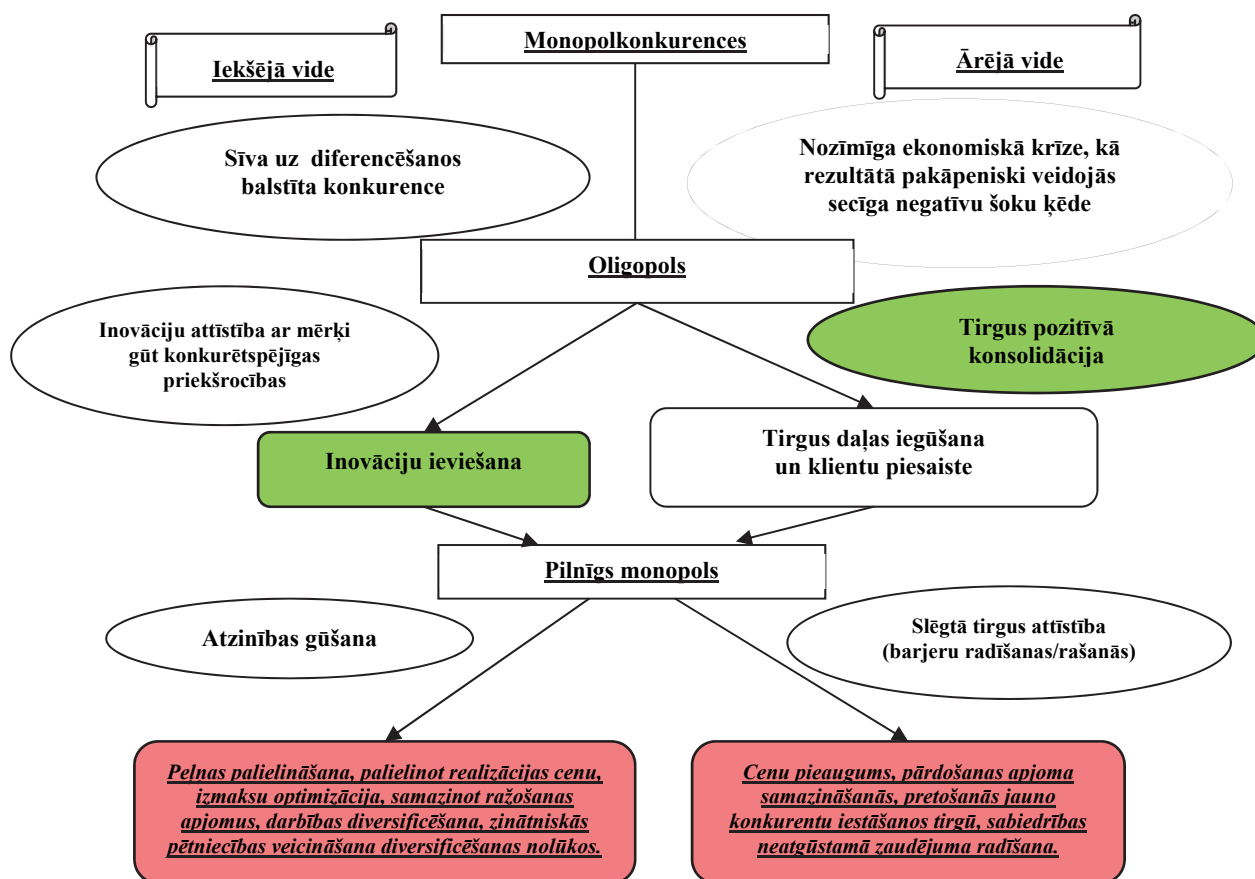 Monopolkonkurences
Iekšējā vide
Ārējā vide
Sīva uz diferencēšanos
balstīta konkurence
Nozīmīga ekonomiskā krīze, kā
rezultātā pakāpeniski veidojās
secīga negatīvu šoku ķēde
Oligopols
Inovāciju attīstība ar mērķi
gūt konkurētspējīgas
priekšrocības
Tirgus pozitīvā
konsolidācija
Inovāciju ieviešana
Tirgus daļas iegūšana
un klientu piesaiste
Pilnīgs monopols
Atzinības gūšana
Slēgtā tirgus attīstība
(barjeru radīšanas/rašanās)
Peļņas palielināšana, palielinot realizācijas cenu,
izmaksu optimizācija, samazinot ražošanas
apjomus, darbības diversificēšana, zinātniskās
pētniecības veicināšana diversificēšanas nolūkos.
Cenu pieaugums, pārdošanas apjoma
samazināšanās, pretošanās jauno
konkurentu iestāšanos tirgū, sabiedrības
neatgūstamā zaudējuma radīšana.